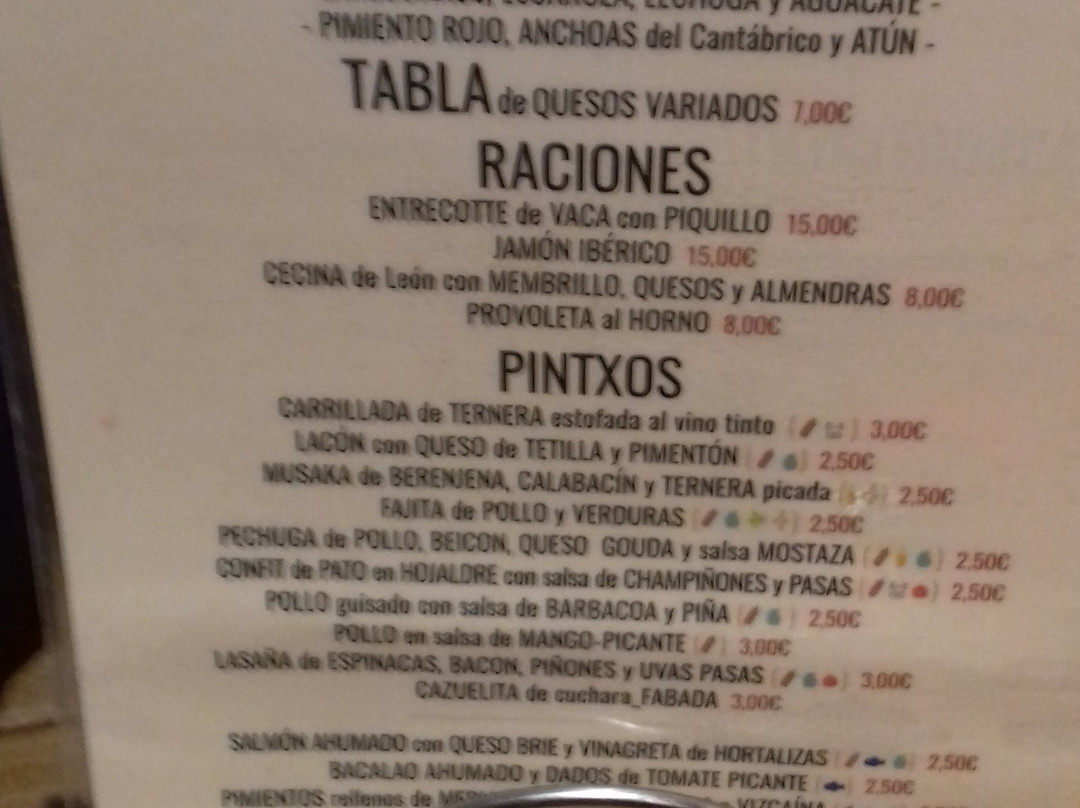 LECHUGA y AGUACATE -
- PIMIENTO ROJO, ANCHOAS del Cantábrico y ATÚN -
TABLA de QUESOS VARIADOS 7,00€
RACIONES
ENTRECOTTE de VACA con PIQUILLO 15,00€
JAMÓN IBÉRICO 15,00€
CECINA de León con MEMBRILLO, QUESOS y ALMENDRAS 8,00€
PROVOLETA al HORNO 8,00€
PINTXOS
CARRILLADA de TERNERA estofada al vino tinto ( ) 3,00€
LACÓN con QUESO de TETILLA y PIMENTÓN ( ) 2,50€
MUSAKA de BERENJENA, CALABACÍN y TERNERA picada ( ) 2,50€
FAJITA de POLLO y VERDURAS ( ) 2,50€
PECHUGA de POLLO, BEICON, QUESO GOUDA y salsa MOSTAZA ( ) 2,50€
CONFIT de PATO en HOJALDRE con salsa de CHAMPIÑONES y PASAS ( ) 2,50€
POLLO guisado con salsa de BARBACOA y PIÑA ( ) 2,50€
POLLO en salsa de MANGO-PICANTE ( ) 3,00€
LASAÑA de ESPINACAS, BACON, PIÑONES y UVAS PASAS ( ) 3,00€
CAZUELITA de cuchara_FABADA 3,00€
SALMÓN AHUMADO con QUESO BRIE y VINAGRETA de HORTALIZAS ( ) 2,50€
BACALAO AHUMADO y DADOS de TOMATE PICANTE ( ) 2,50€
PIMIENTOS rellenos de VIZCAÍNA